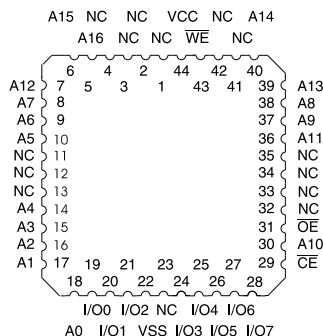 A15 NC NC VCC NC A14
A16 NC NC WE NC
6 4 2 44 42 40
A12 7 5 3 1 43 41 39 A13
A7 8 38 A8
A6 9 37 A9
A5 10 36 A11
NC 11 35 NC
NC 12 34 NC
NC 13 33 NC
A4 14 32 NC
A3 15 31 OE
A2 16 30 A10
A1 17 19 21 23 25 27 29 CE
18 20 22 24 26 28
I/O0 I/O2 NC I/O4 I/O6
A0 I/O1 VSS I/O3 I/O5 I/O7